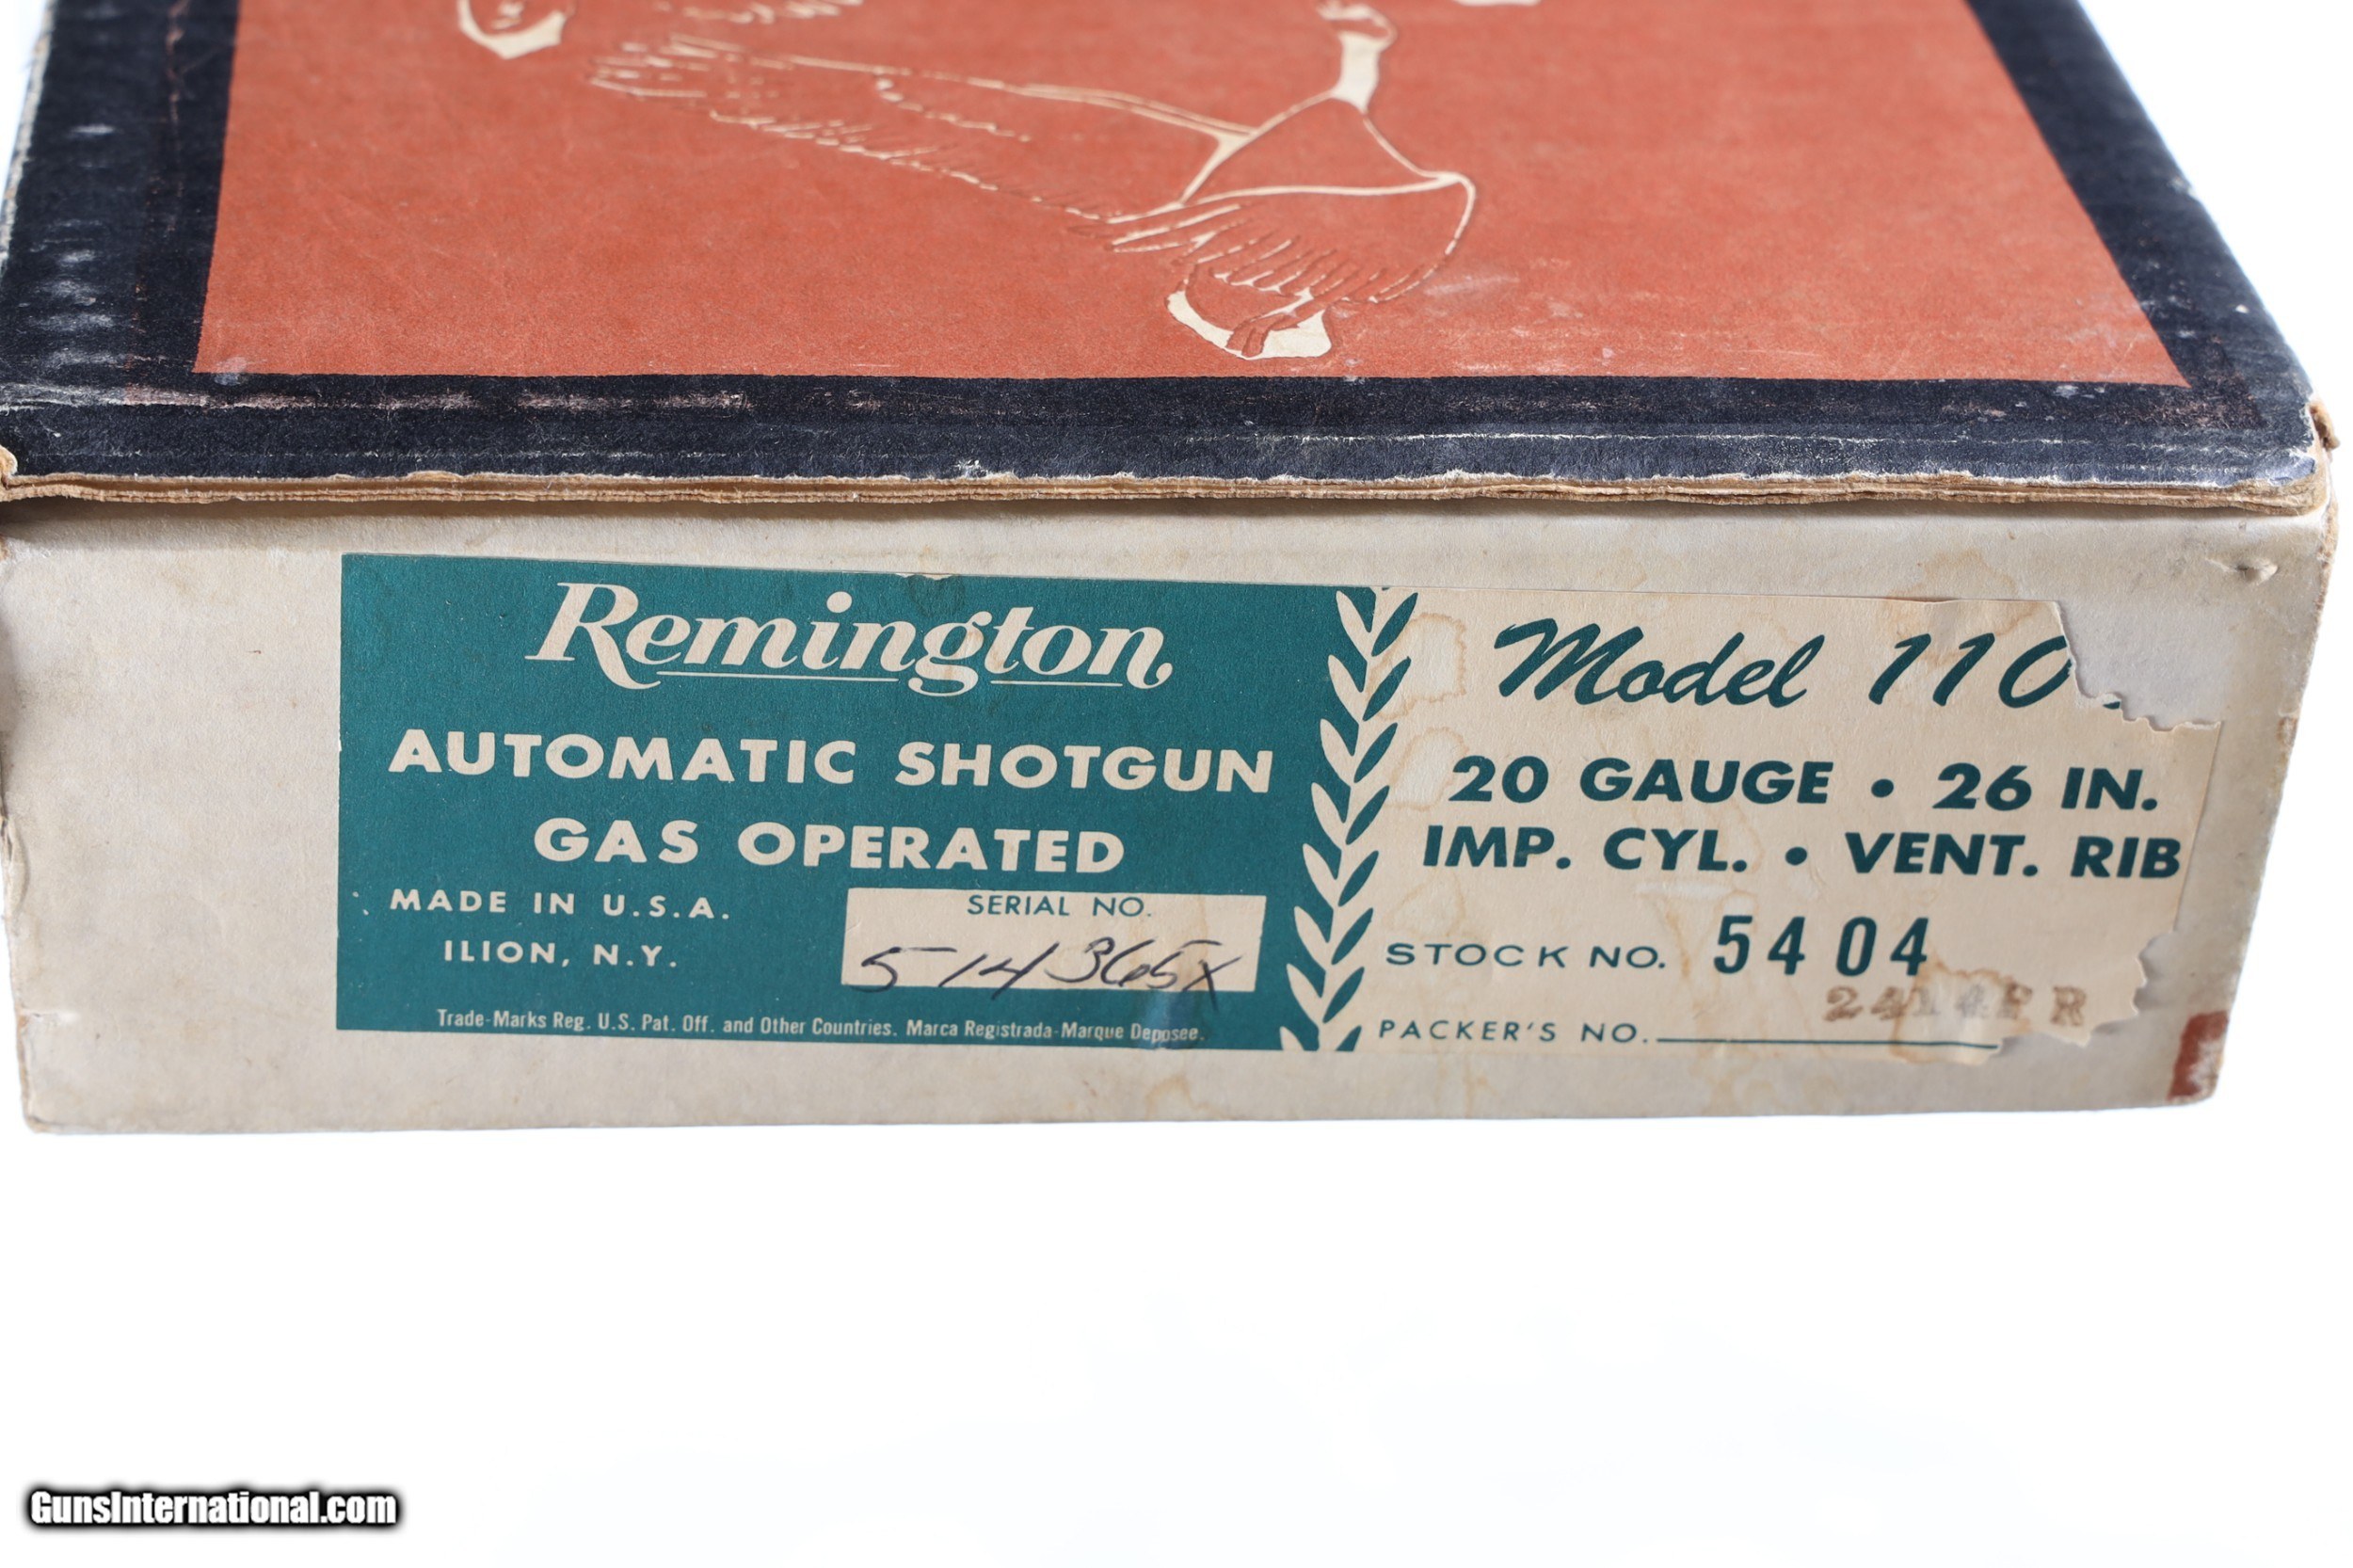 Remington
AUTOMATIC SHOTGUN
GAS OPERATED
MADE IN U.S.A.
ILION, N.Y.
SERIAL NO.
514365X
Trade-Marks Reg. U.S. Pat. Off. and Other Countries. Marca Registrada-Marque Deposee.
Model 110
20 GAUGE • 26 IN.
IMP. CYL. • VENT. RIB
STOCK NO. 5404
PACKER'S NO.
GunsInternational.com